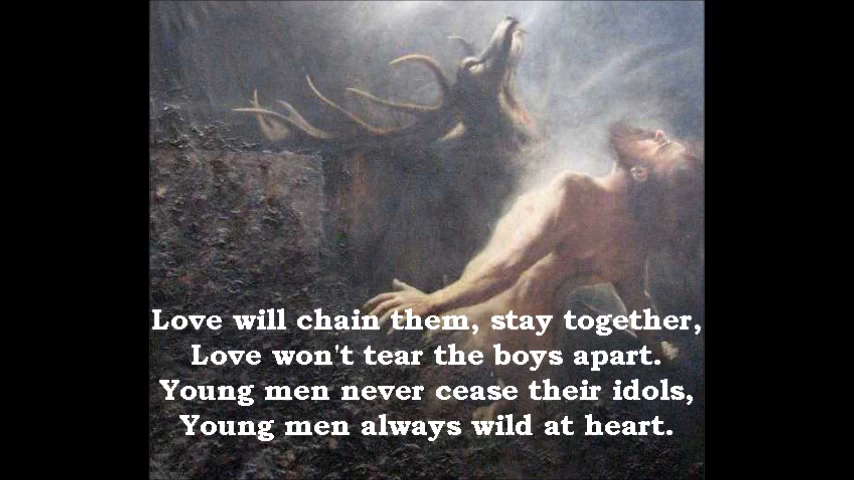 Love will chain them, stay together,
Love won't tear the boys apart.
Young men never cease their idols,
Young men always wild at heart.